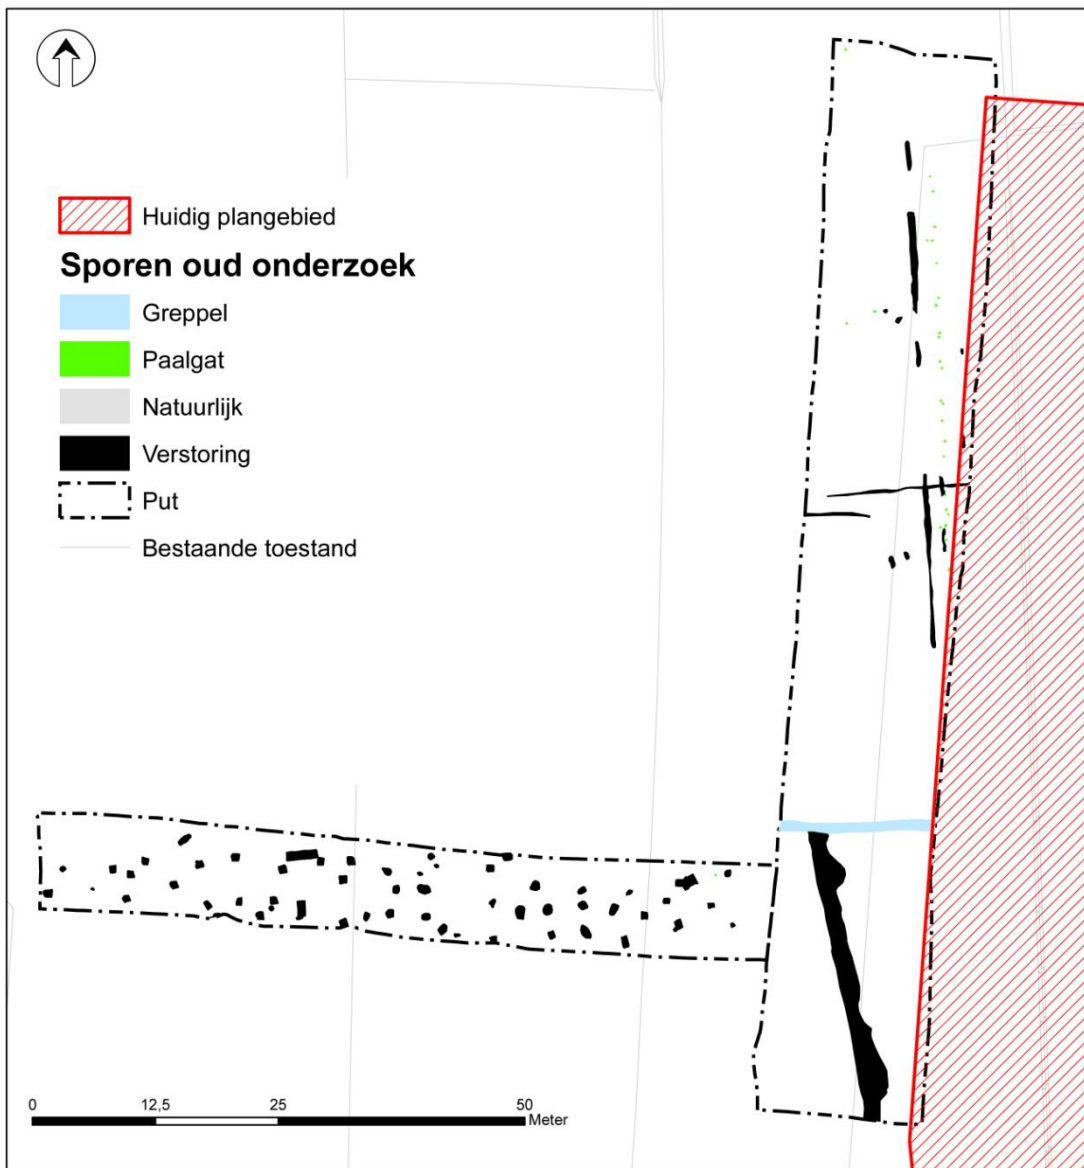 Huidig plangebied
Sporen oud onderzoek
Greppel
Paalgat
Natuurlijk
Verstoring
Put
Bestaande toestand
0 12,5 25 50
Meter